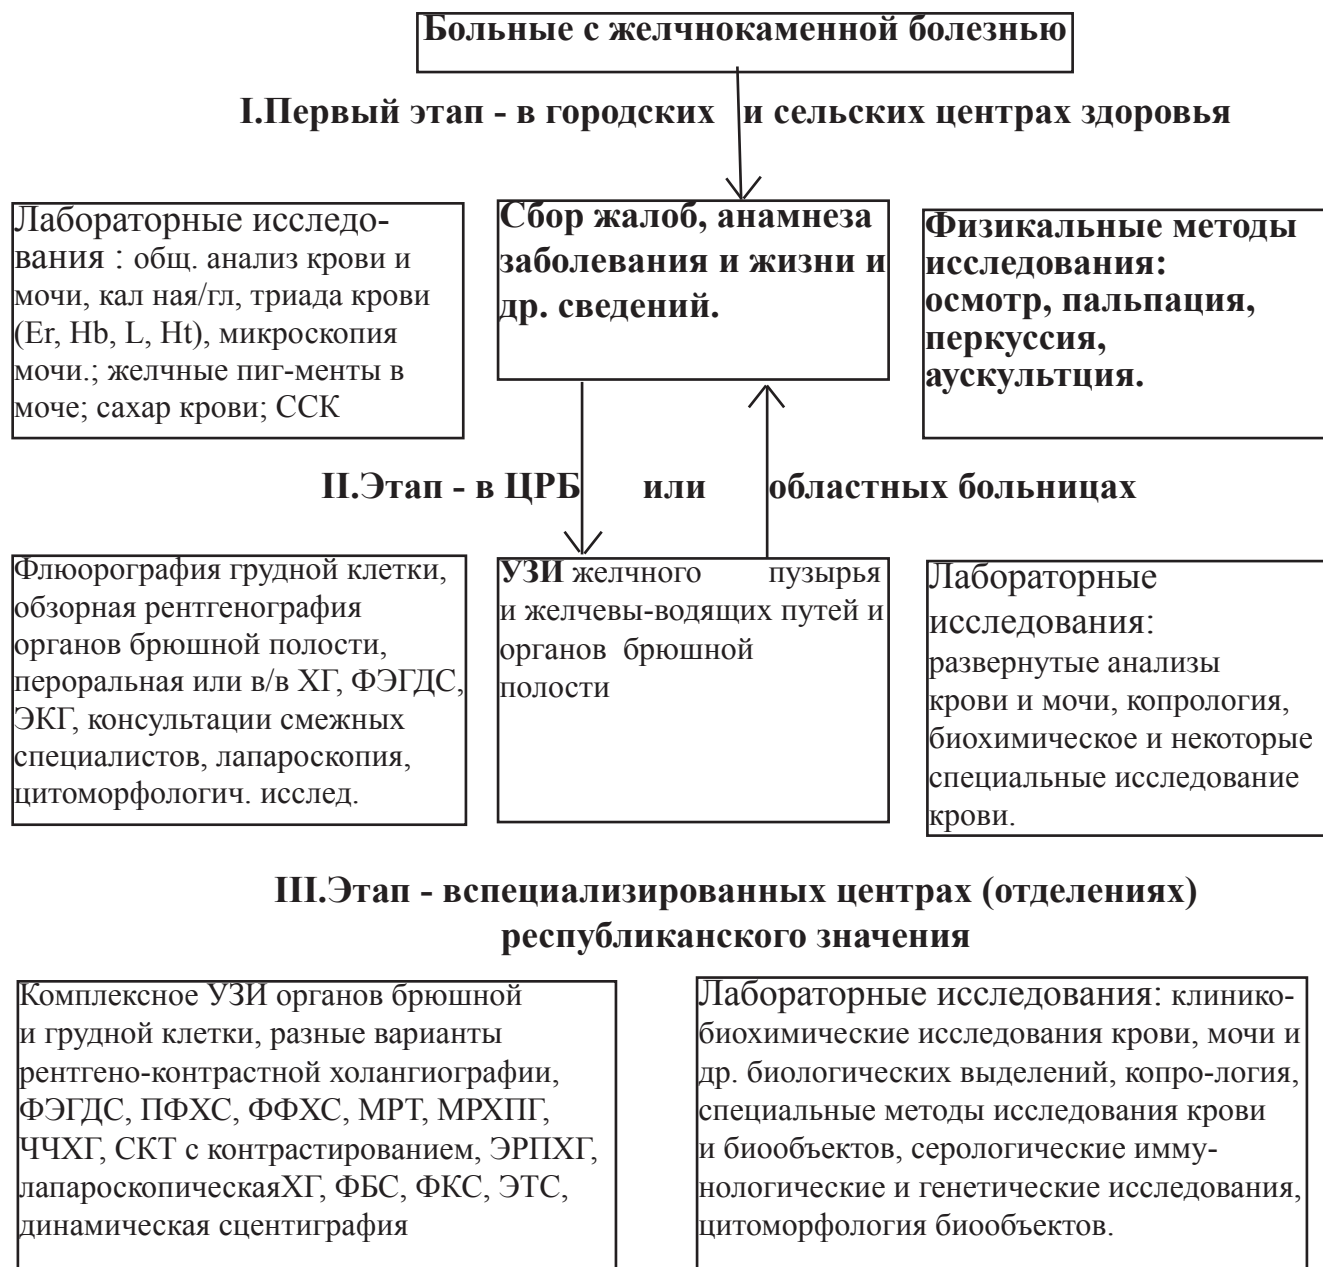 Больные с желчнокаменной болезнью
I.Первый этап - в городских и сельских центрах здоровья
Лабораторные исследо-
вания : общ. анализ крови и
мочи, кал ная/гл, триада крови
(Er, Hb, L, Ht), микроскопия
мочи.; желчные пиг-менты в
моче; сахар крови; ССК
Сбор жалоб, анамнеза
заболевания и жизни и
др. сведений.
Физикальные методы
исследования:
осмотр, пальпация,
перкуссия,
аускультция.
II.Этап - в ЦРБ или областных больницах
Флюорография грудной клетки,
обзорная рентгенография
органов брюшной полости,
пероральная или в/в ХГ, ФЭГДС,
ЭКГ, консультации смежных
специалистов, лапароскопия,
цитоморфологич. исслед.
УЗИ желчного пузырья
и желчевы-водящих путей и
органов брюшной
полости
Лабораторные
исследования:
развернутые анализы
крови и мочи, копрология,
биохимическое и некоторые
специальные исследование
крови.
III.Этап - вспециализированных центрах (отделениях)
республиканского значения
Комплексное УЗИ органов брюшной
и грудной клетки, разные варианты
рентгено-контрастной холангиографии,
ФЭГДС, ПФХС, ФФХС, МРТ, МРХПГ,
ЧЧХГ, СКТ с контрастированием, ЭРПХГ,
лапароскопическаяХГ, ФБС, ФКС, ЭТС,
динамическая сцентиграфия
Лабораторные исследования: клинико-
биохимические исследования крови, мочи и
др. биологических выделений, копро-логия,
специальные методы исследования крови
и биообъектов, серологические имму-
нологические и генетические исследования,
цитоморфология биообъектов.